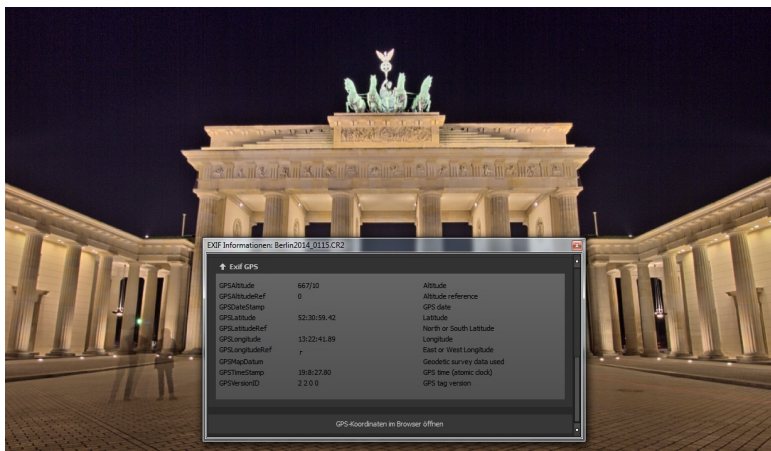 EXIF Informationen: Berlin2014_0115.CR2
Exif GPS
GPSAltitude 667/10 Altitude
GPSAltitudeRef 0 Altitude reference
GPSDateStamp GPS date
GPSLatitude 52:30:59.42 Latitude
GPSLatitudeRef North or South Latitude
GPSLongitude 13:22:41.89 Longitude
GPSLongitudeRef r East or West Longitude
GPSMapDatum Geodetic survey data used
GPSTimeStamp 19:8:27.80 GPS time (atomic clock)
GPSVersionID 2 2 0 0 GPS tag version
GPS-Koordinaten im Browser öffnen